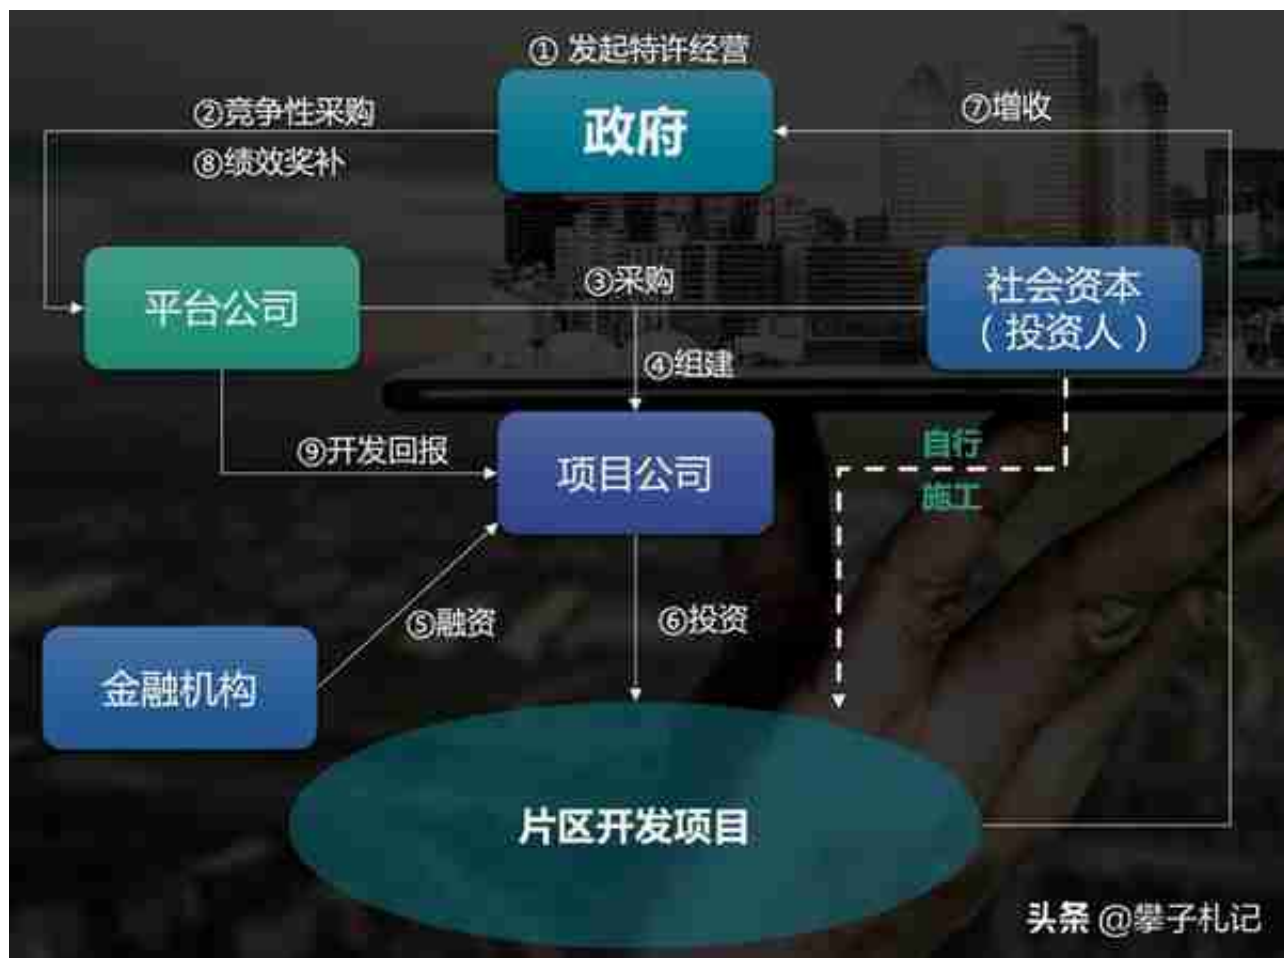 ① 发起特许经营
政府
②竞争性采购
⑧绩效奖补
⑦增收
平台公司
③采购
社会资本
（投资人）
④组建
⑨开发回报
项目公司
自行
施工
⑤融资
⑥投资
金融机构
片区开发项目
头条 @攀子札记